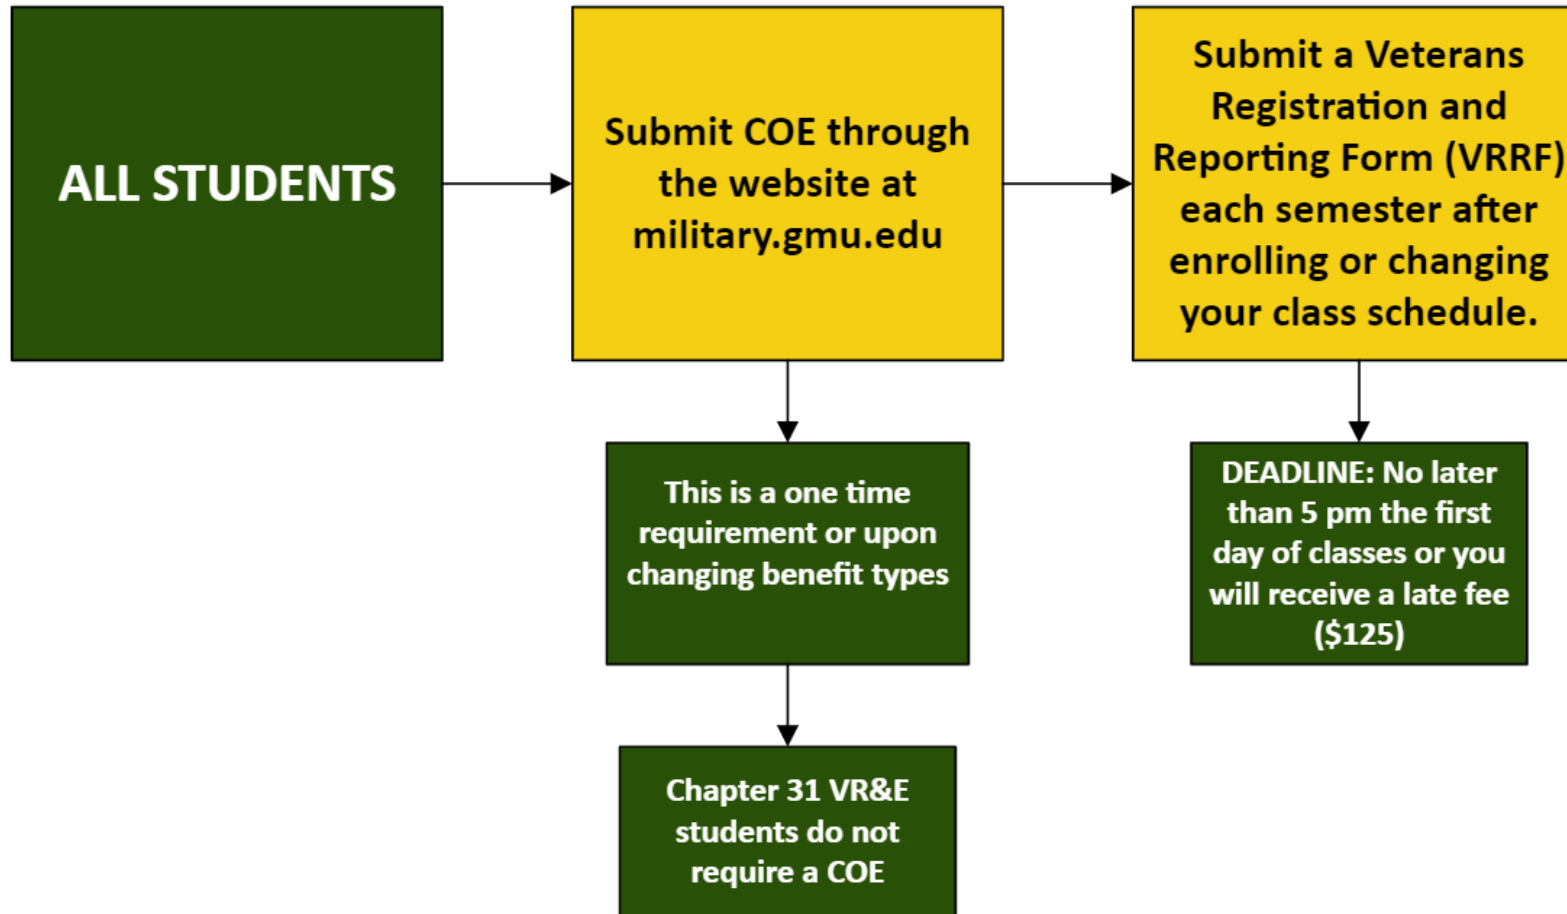 ALL STUDENTS
Submit COE through
the website at
military.gmu.edu
Submit a Veterans
Registration and
Reporting Form (VRRF)
each semester after
enrolling or changing
your class schedule.
This is a one time
requirement or upon
changing benefit types
DEADLINE: No later
than 5 pm the first
day of classes or you
will receive a late fee
($125)
Chapter 31 VR&E
students do not
require a COE